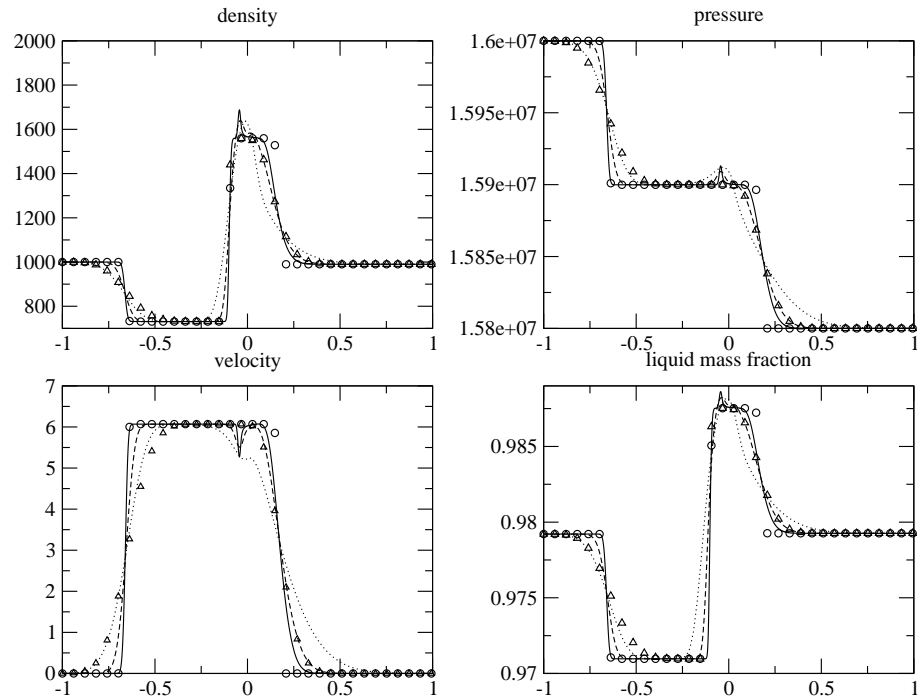 density
2000
1800
1600
1400
1200
1000
800
-1 -0.5 0 0.5 1
pressure
1.6e+07
1.595e+07
1.59e+07
1.585e+07
1.58e+07
-1 -0.5 0 0.5 1
velocity
7
6
5
4
3
2
1
0
-1 -0.5 0 0.5 1
liquid mass fraction
0.985
0.98
0.975
0.97
-1 -0.5 0 0.5 1